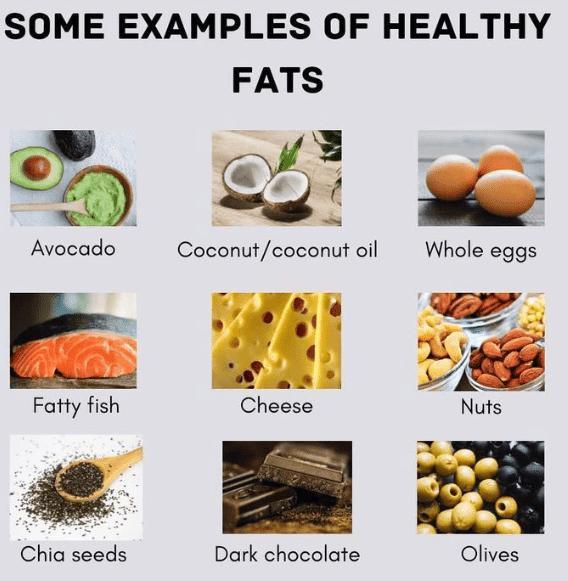 SOME EXAMPLES OF HEALTHY
FATS
Avocado
Coconut/coconut oil
Whole eggs
Fatty fish
Cheese
Nuts
Chia seeds
Dark chocolate
Olives